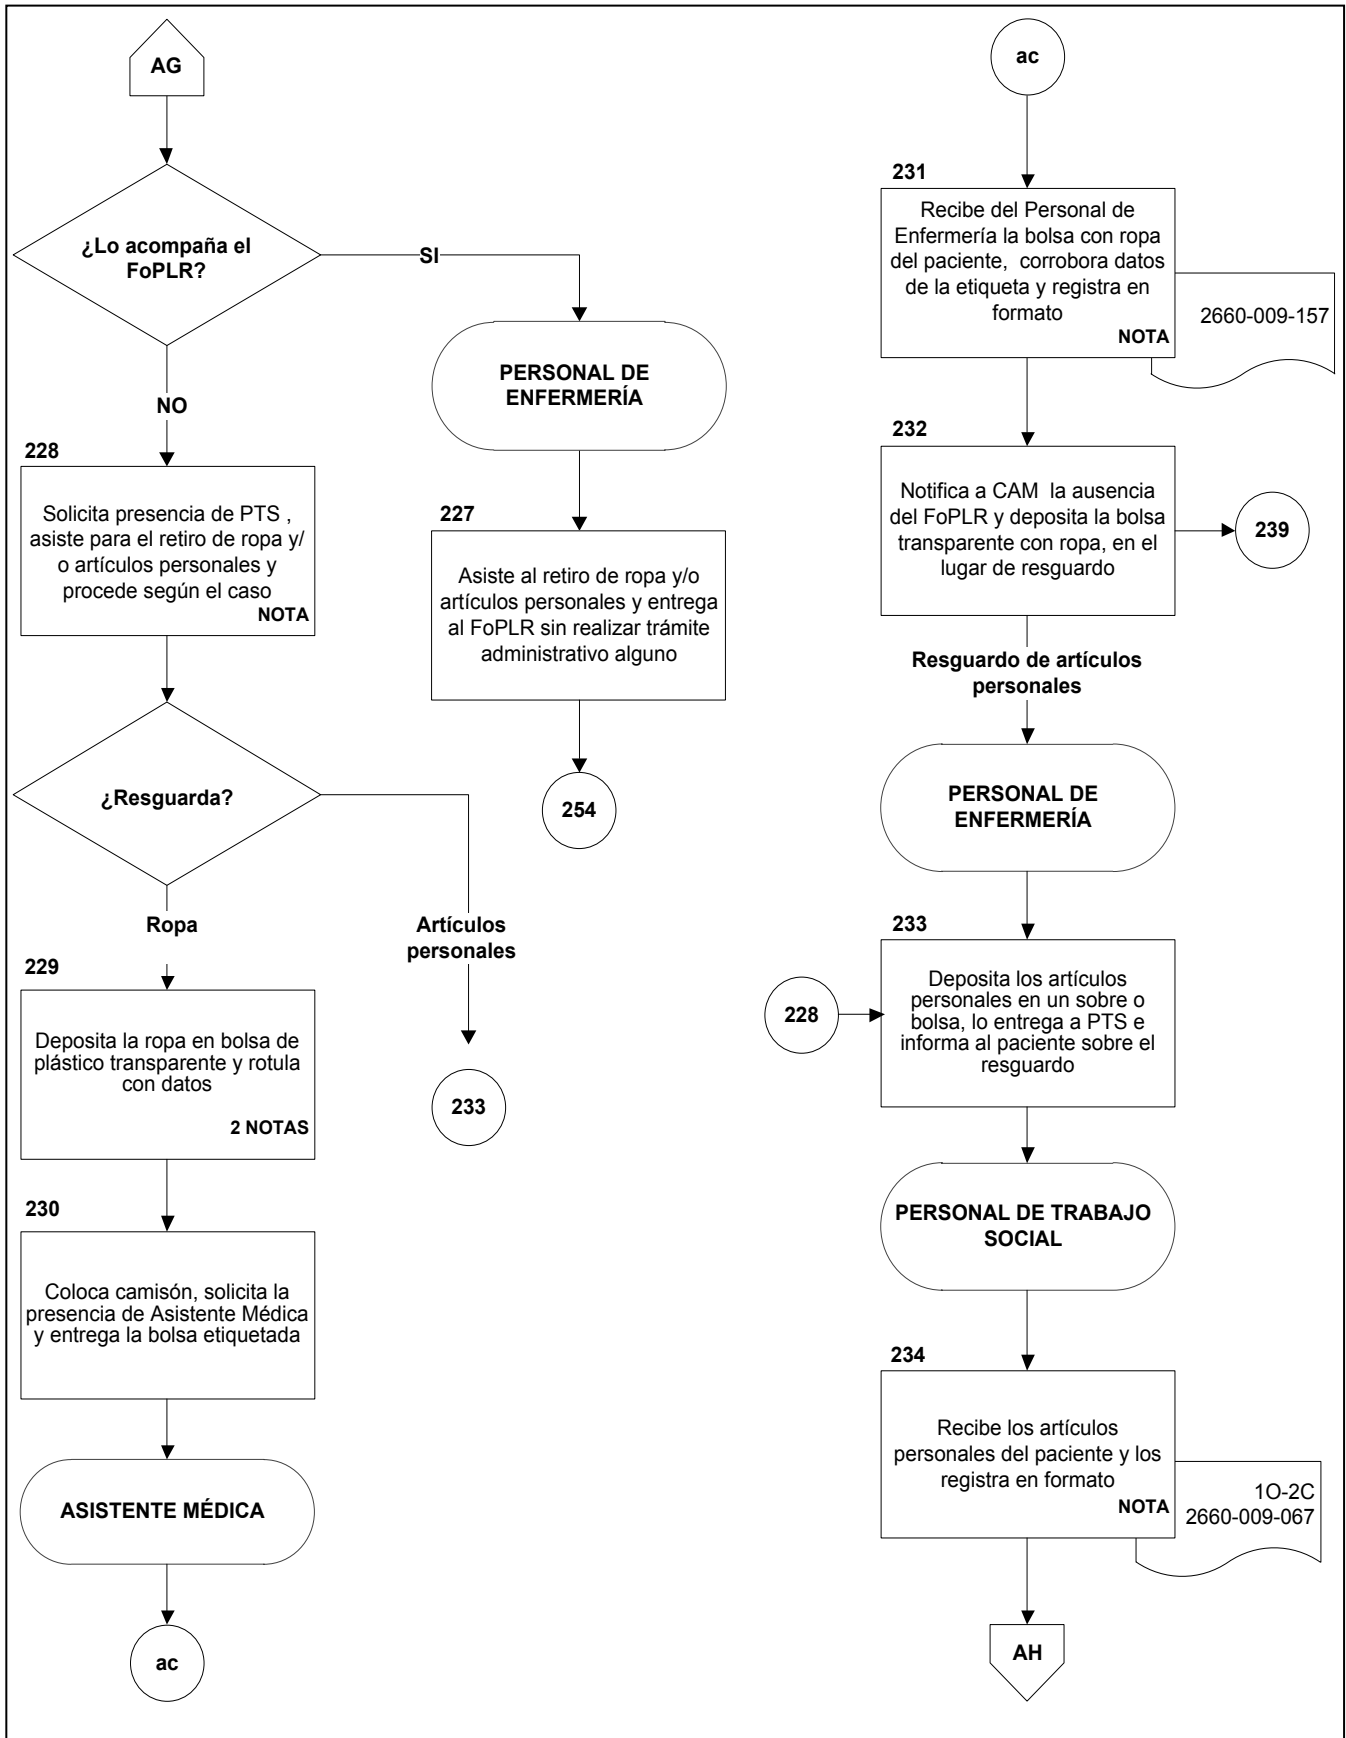 AG
¿Lo acompaña el
FoPLR?
SI
NO
PERSONAL DE
ENFERMERÍA
228
Solicita presencia de PTS ,
asiste para el retiro de ropa y/
o artículos personales y
procede según el caso
NOTA
227
Asiste al retiro de ropa y/o
artículos personales y entrega
al FoPLR sin realizar trámite
administrativo alguno
254
¿Resguarda?
Ropa
Artículos
personales
229
Deposita la ropa en bolsa de
plástico transparente y rotula
con datos
2 NOTAS
233
230
Coloca camisón, solicita la
presencia de Asistente Médica
y entrega la bolsa etiquetada
ASISTENTE MÉDICA
ac
ac
231
Recibe del Personal de
Enfermería la bolsa con ropa
del paciente, corrobora datos
de la etiqueta y registra en
formato
NOTA
2660-009-157
232
Notifica a CAM la ausencia
del FoPLR y deposita la bolsa
transparente con ropa, en el
lugar de resguardo
239
Resguardo de artículos
personales
PERSONAL DE
ENFERMERÍA
233
228
Deposita los artículos
personales en un sobre o
bolsa, lo entrega a PTS e
informa al paciente sobre el
resguardo
PERSONAL DE TRABAJO
SOCIAL
234
Recibe los artículos
personales del paciente y los
registra en formato
NOTA
1O-2C
2660-009-067
AH